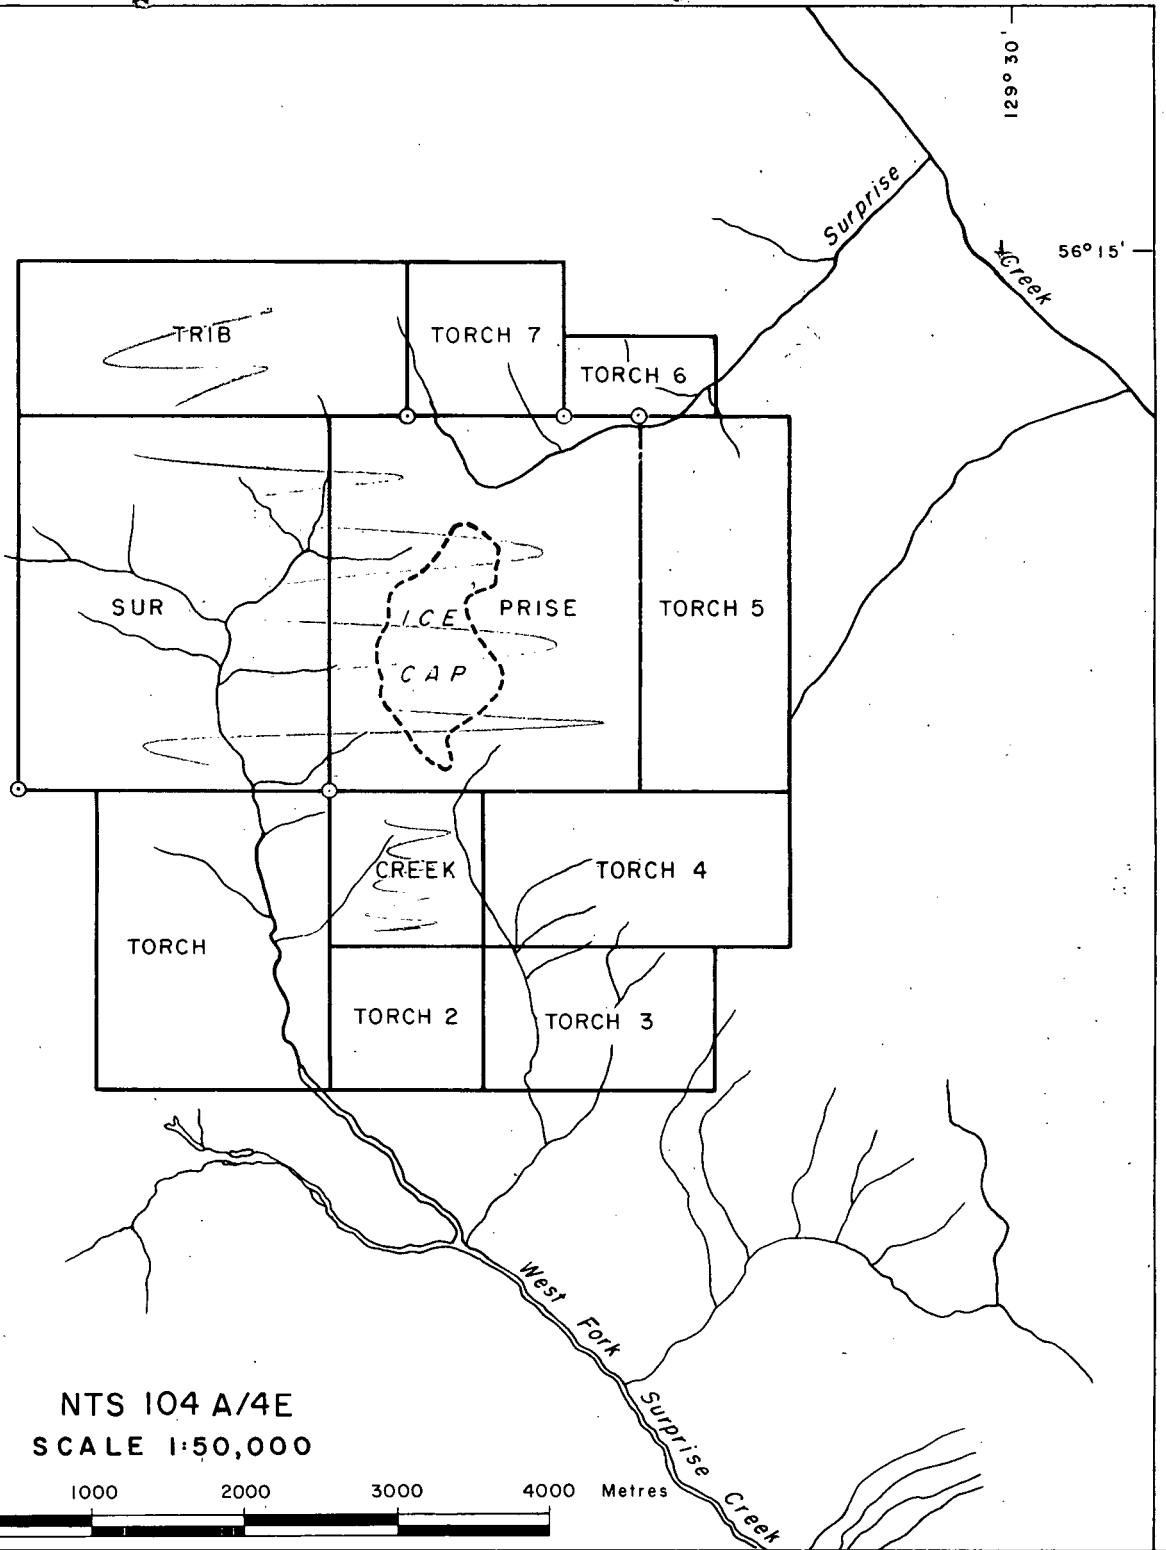 129° 30'
Surprise
56° 15'
Creek
TRIB
TORCH 7
TORCH 6
SUR
ICE
CAP
PRISE
TORCH 5
CREEK
TORCH 4
TORCH
TORCH 2
TORCH 3
West Fork
Surprise Creek
NTS 104 A/4E
SCALE 1:50,000
1000 2000 3000 4000 Metres